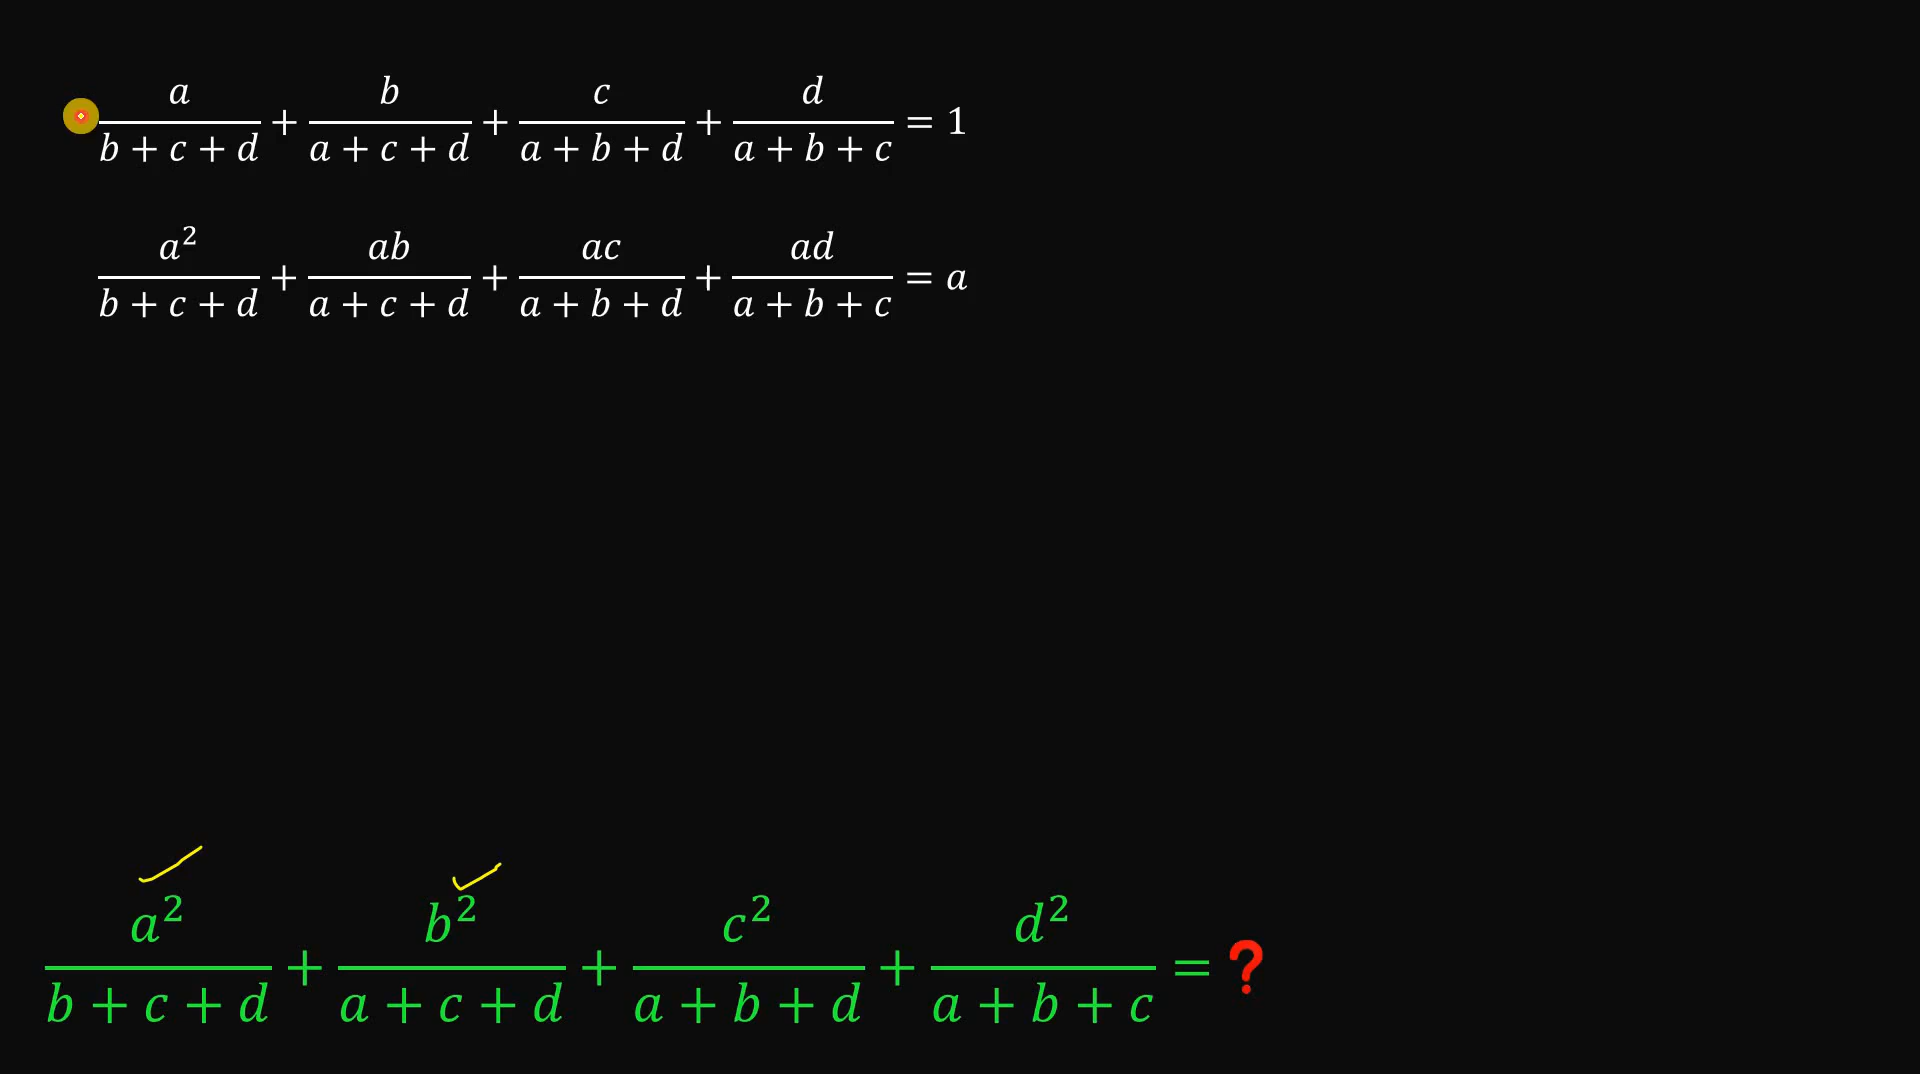 a/(b + c + d) + b/(a + c + d) + c/(a + b + d) + d/(a + b + c) = 1
a²/(b + c + d) + ab/(a + c + d) + ac/(a + b + d) + ad/(a + b + c) = a
a²/(b + c + d) + b²/(a + c + d) + c²/(a + b + d) + d²/(a + b + c) = ?